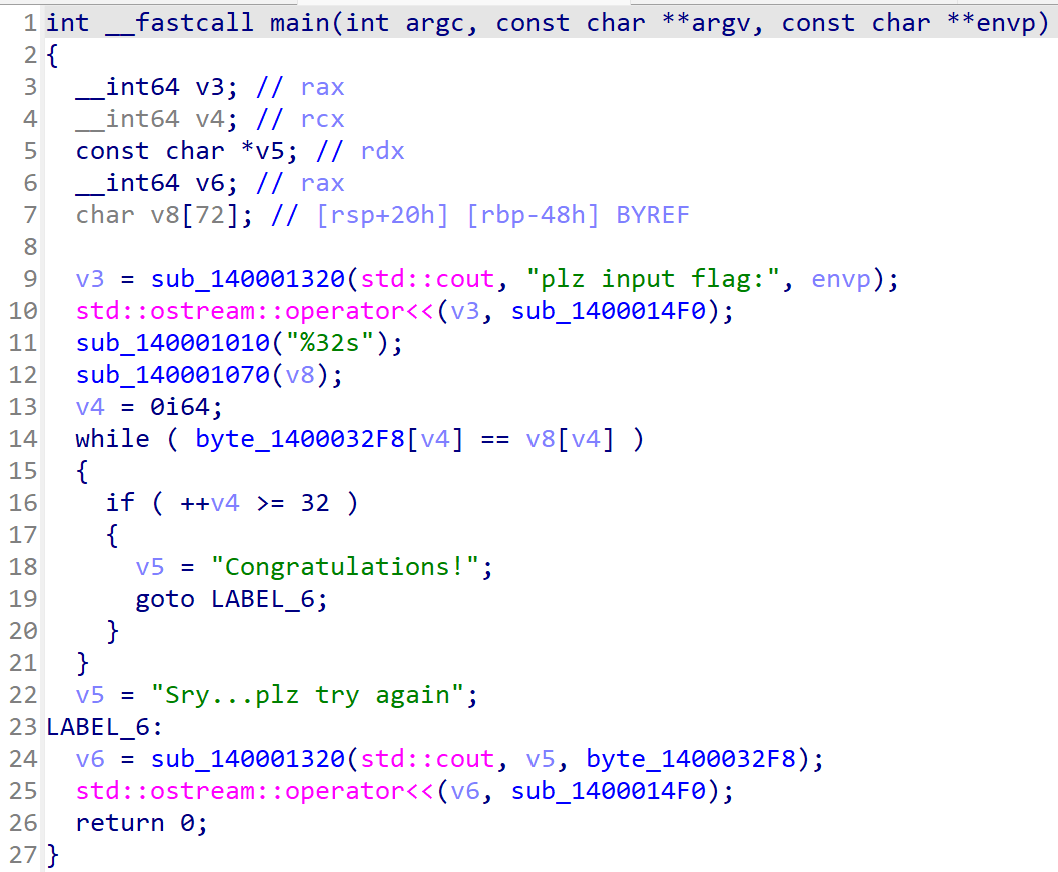 1 int __fastcall main(int argc, const char **argv, const char **envp)
2 {
3   __int64 v3; // rax
4   __int64 v4; // rcx
5   const char *v5; // rdx
6   __int64 v6; // rax
7   char v8[72]; // [rsp+20h] [rbp-48h] BYREF
8
9   v3 = sub_140001320(std::cout, "plz input flag:", envp);
10   std::ostream::operator<<(v3, sub_1400014F0);
11   sub_140001010("%32s");
12   sub_140001070(v8);
13   v4 = 0i64;
14   while ( byte_1400032F8[v4] == v8[v4] )
15   {
16     if ( ++v4 >= 32 )
17     {
18       v5 = "Congratulations!";
19       goto LABEL_6;
20     }
21   }
22   v5 = "Sry...plz try again";
23 LABEL_6:
24   v6 = sub_140001320(std::cout, v5, byte_1400032F8);
25   std::ostream::operator<<(v6, sub_1400014F0);
26   return 0;
27 }